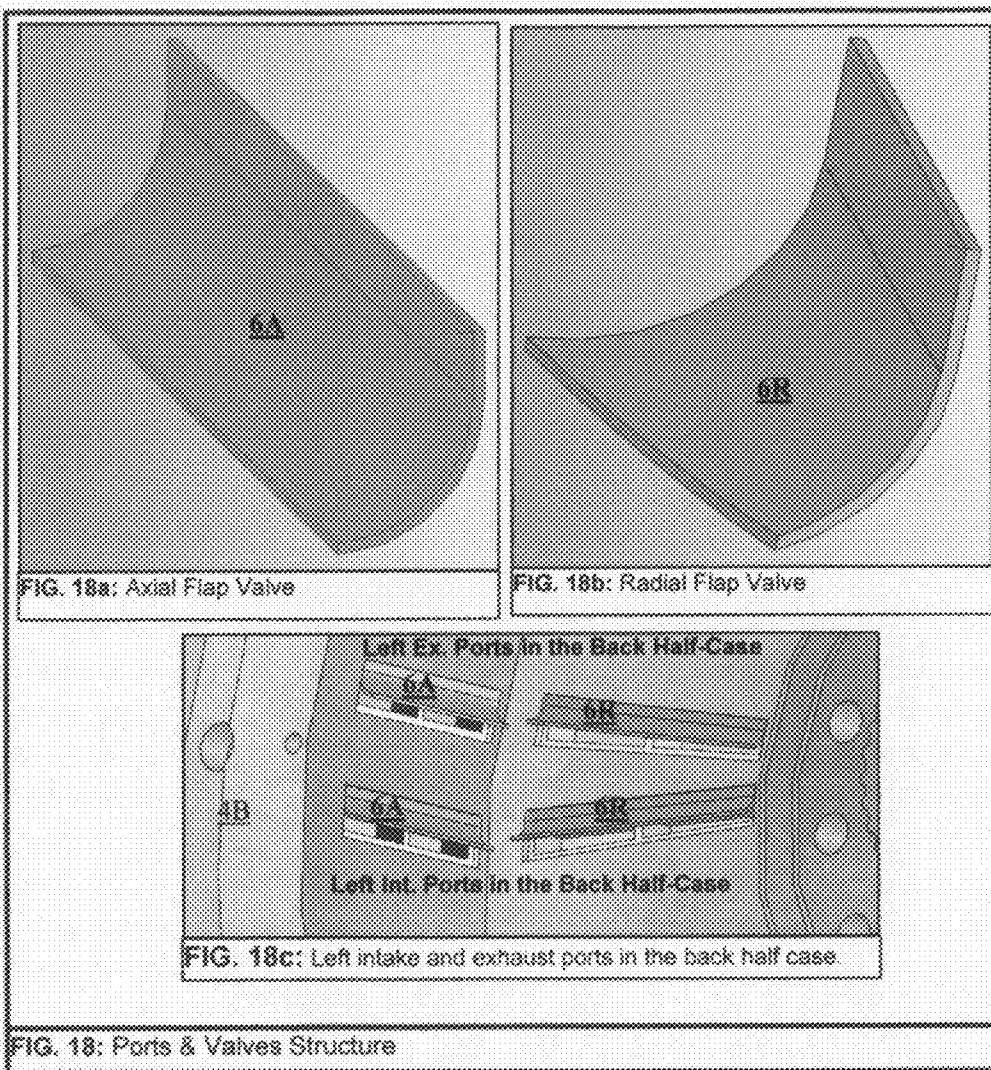 6A
FIG. 18a: Axial Flap Valve
6R
FIG. 18b: Radial Flap Valve
Left Ex. Ports in the Back Half-Case
6A
6R
4B
6A
6R
Left Int. Ports in the Back Half-Case
FIG. 18c: Left intake and exhaust ports in the back half case.
FIG. 18: Ports & Valves Structure